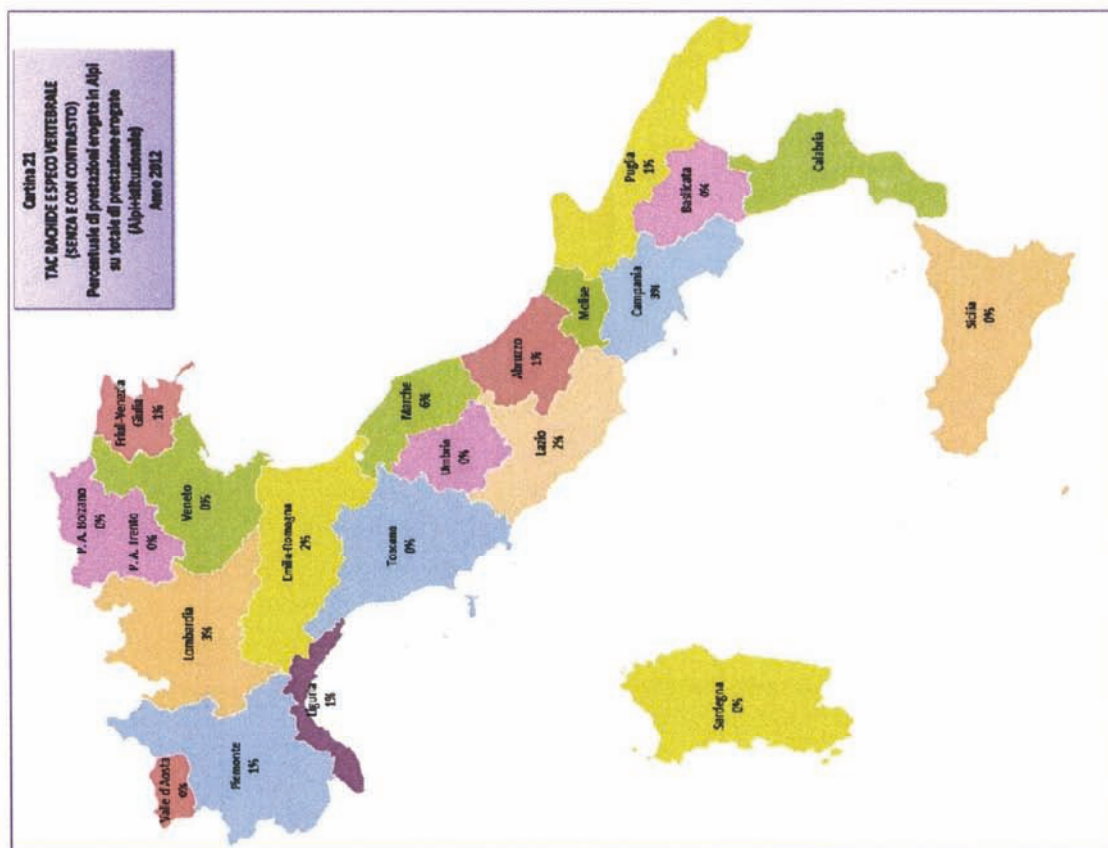 Cartina 21
TAC RACHIDE E SPECO VERTEBRALE
(SENZA E CON CONTRASTO)
Percentuale di prestazioni erogate in Alpi
su totale di prestazione erogate
(Alpi+Istituzionale)
Anno 2012
P. A. Bolzano
0%
P. A. Trento
0%
Friuli-Venezia
Giulia
1%
Valle d'Aosta
0%
Piemonte
1%
Lombardia
3%
Veneto
0%
Liguria
1%
Emilia-Romagna
2%
Toscana
0%
Marche
6%
Umbria
0%
Lazio
2%
Abruzzo
1%
Molise
Campania
3%
Puglia
1%
Basilicata
0%
Calabria
Sardegna
0%
Sicilia
0%